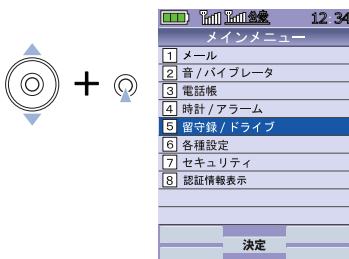 公衆 12:34
メインメニュー
1 メール
2 音/バイブレータ
3 電話帳
4 時計/アラーム
5 留守録/ドライブ
6 各種設定
7 セキュリティ
8 認証情報表示
決定